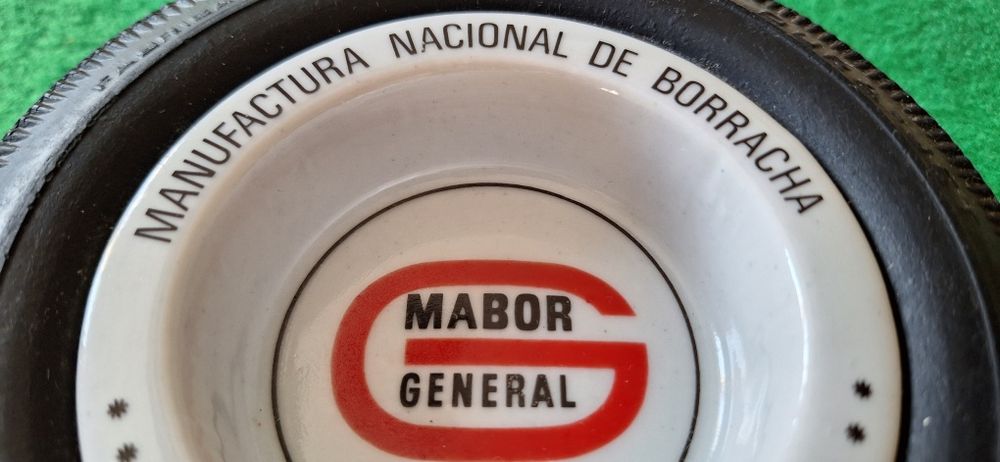 MANUFACTURA NACIONAL DE BORRACHA
MABOR
GENERAL